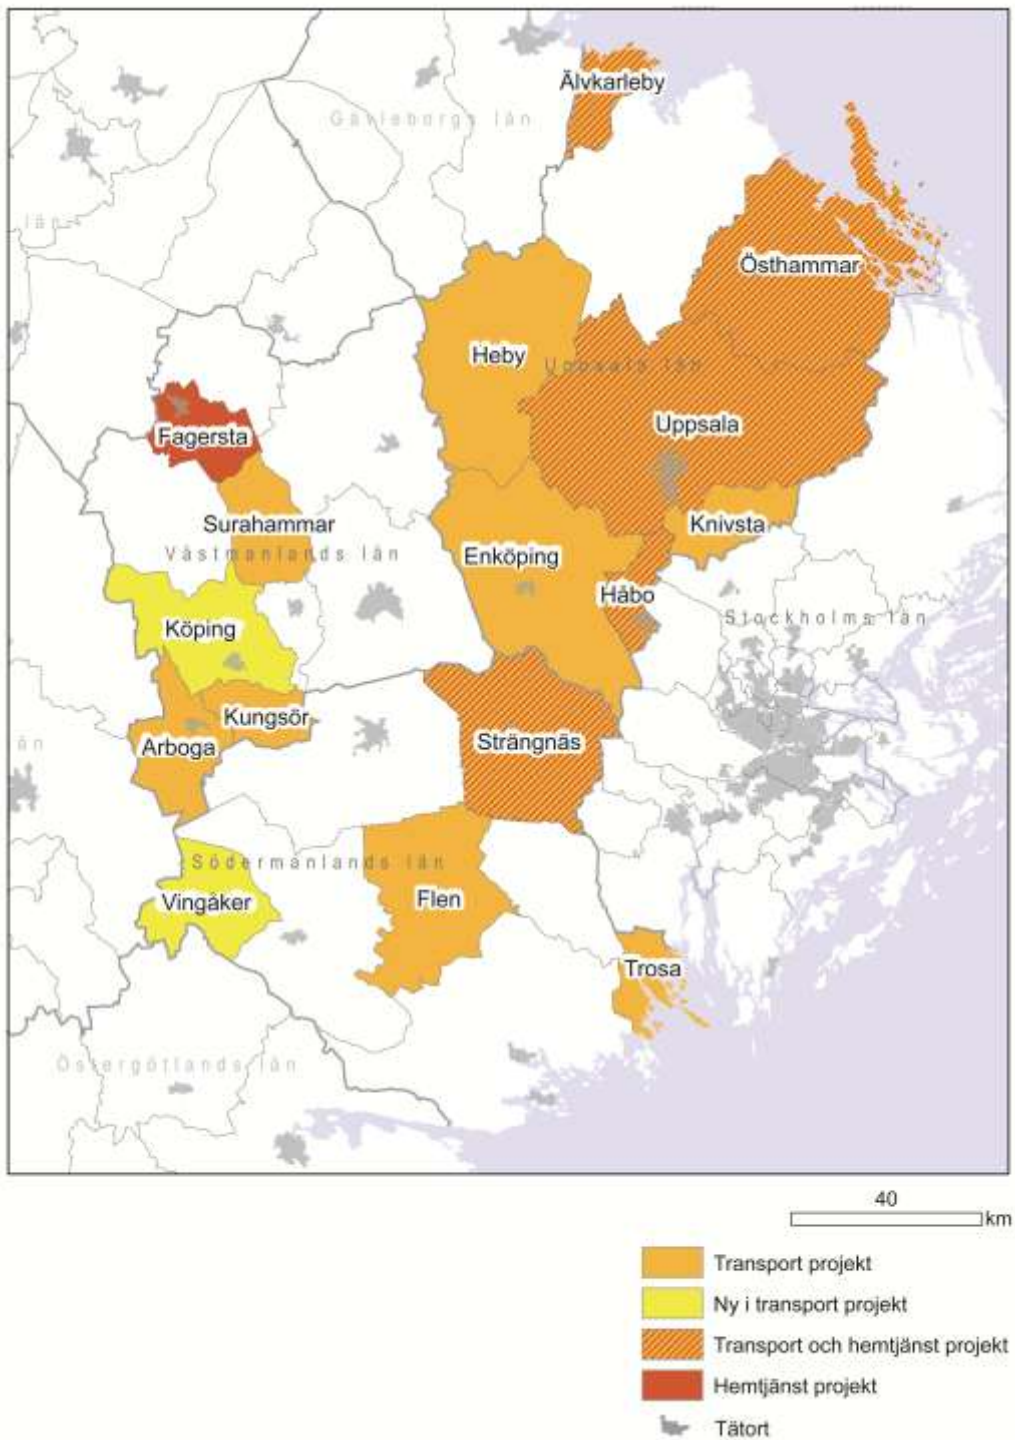 Älvkarleby
Gävleborgs län
län
Östhammar
Heby
Uppsala län
Uppsala
Fagersta
Surahammar
Knivsta
Västmanlands län
Enköping
Håbo
Stockholms län
Köping
Kungsör
Arboga
Strängnäs
än
Södermanlands län
Vingåker
Flen
Trosa
Östergötlands län
40
km
Transport projekt
Ny i transport projekt
Transport och hemtjänst projekt
Hemtjänst projekt
Tätort